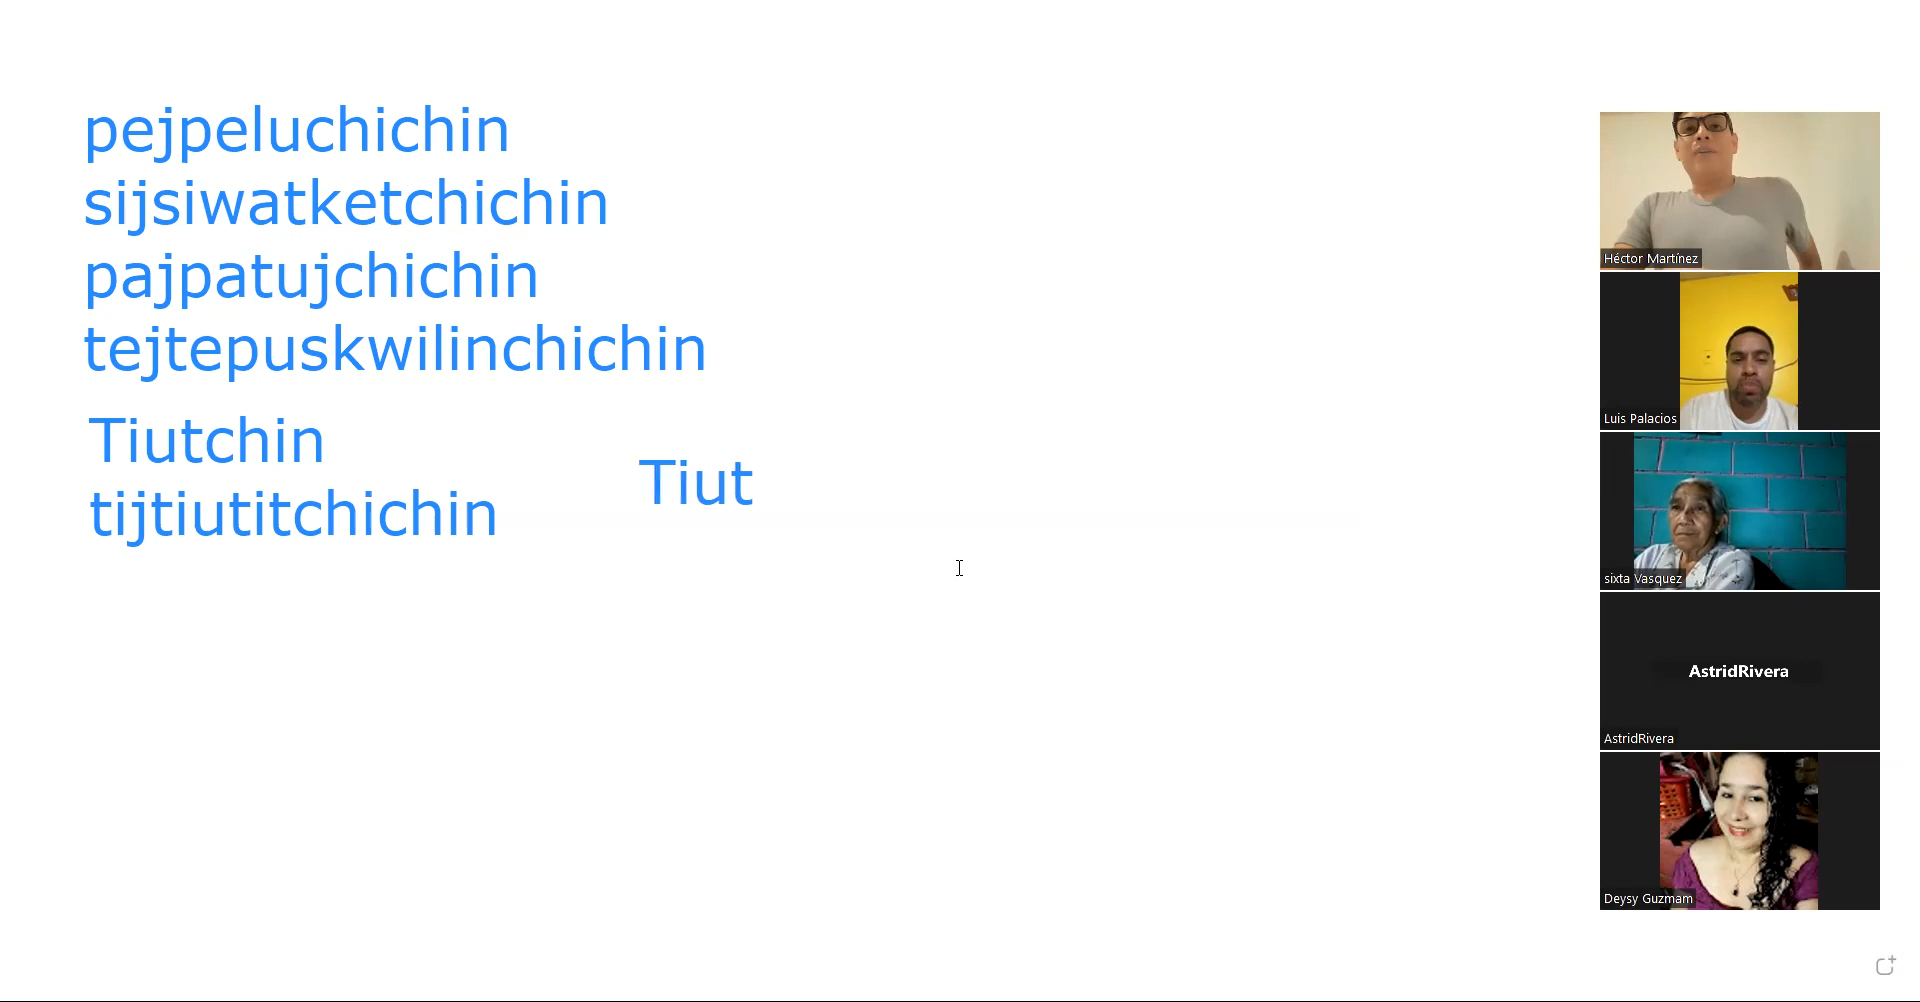 pejpeluchichin
sijsiwatketchichin
pajpatujchichin
tejtepuskwilinchichin
Tiutchin
Tiut
tijtiutitchichin
Héctor Martínez
Luis Palacios
sixta Vasquez
AstridRivera
AstridRivera
Deysy Guzmam